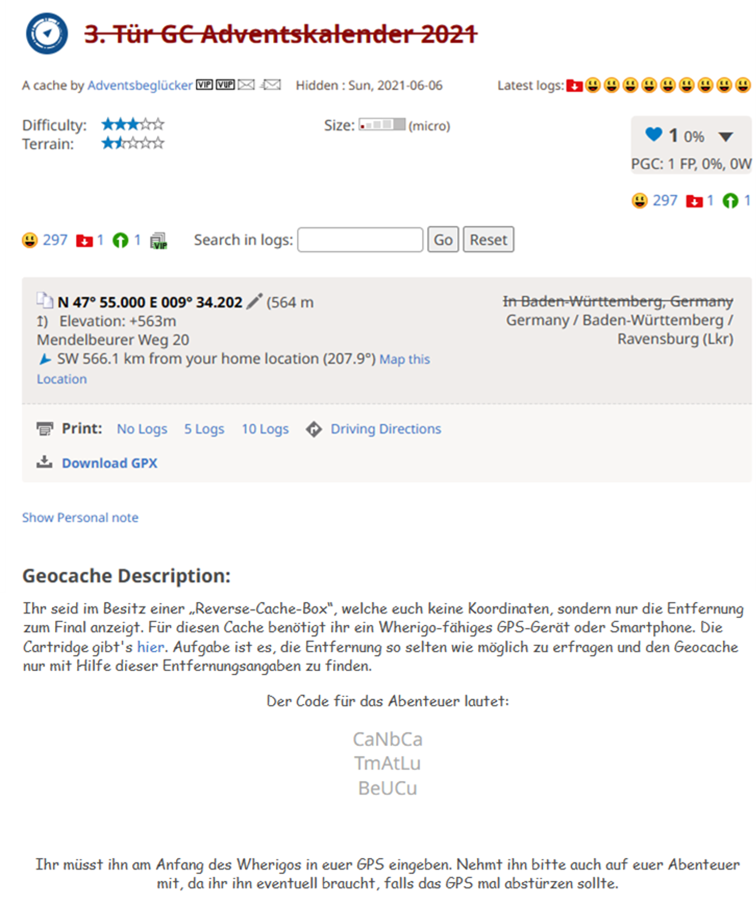 3. Tür GC Adventskalender 2021
A cache by Adventsbeglücker VIP VUP Hidden : Sun, 2021-06-06 Latest logs:
Difficulty: Size: (micro)
Terrain:
1 0%
PGC: 1 FP, 0%, 0W
297 1 1
297 1 1 VIP Search in logs: Go Reset
N 47° 55.000 E 009° 34.202 (564 m
Elevation: +563m
Mendelbeurer Weg 20
SW 566.1 km from your home location (207.9°) Map this
Location
In Baden-Württemberg, Germany
Germany / Baden-Württemberg /
Ravensburg (Lkr)
Print: No Logs 5 Logs 10 Logs Driving Directions
Download GPX
Show Personal note
Geocache Description:
Ihr seid im Besitz einer „Reverse-Cache-Box“, welche euch keine Koordinaten, sondern nur die Entfernung
zum Final anzeigt. Für diesen Cache benötigt ihr ein Wherigo-fähiges GPS-Gerät oder Smartphone. Die
Cartridge gibt's hier. Aufgabe ist es, die Entfernung so selten wie möglich zu erfragen und den Geocache
nur mit Hilfe dieser Entfernungsangaben zu finden.
Der Code für das Abenteuer lautet:
CaNbCa
TmAtLu
BeUCu
Ihr müsst ihn am Anfang des Wherigos in euer GPS eingeben. Nehmt ihn bitte auch auf euer Abenteuer
mit, da ihr ihn eventuell braucht, falls das GPS mal abstürzen sollte.